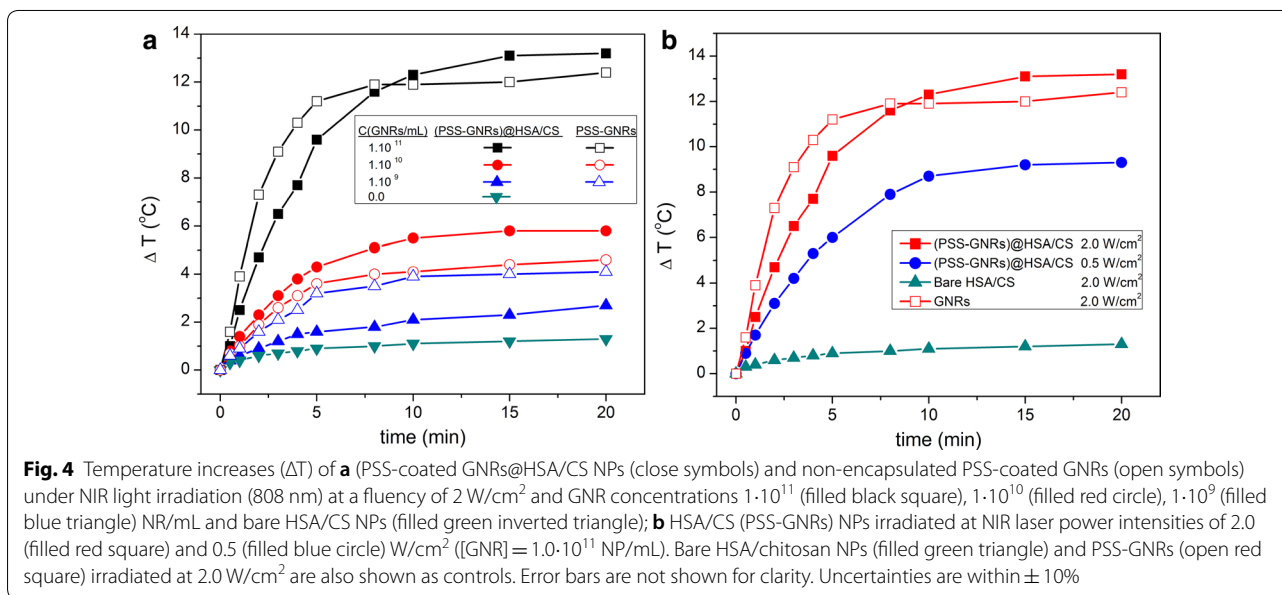 a
14
12
10
8
6
4
2
0
Δ T (°C)
C(GNRs/mL) (PSS-GNRs)@HSA/CS PSS-GNRs
1.10 11
1.10 10
1.10 9
0.0
0 5 10 15 20
time (min)
b
14
12
10
8
6
4
2
0
Δ T (°C)
(PSS-GNRs)@HSA/CS 2.0 W/cm²
(PSS-GNRs)@HSA/CS 0.5 W/cm²
Bare HSA/CS 2.0 W/cm²
GNRs 2.0 W/cm²
0 5 10 15 20
time (min)
Fig. 4 Temperature increases (ΔT) of a (PSS-coated GNRs@HSA/CS NPs (close symbols) and non-encapsulated PSS-coated GNRs (open symbols)
under NIR light irradiation (808 nm) at a fluency of 2 W/cm² and GNR concentrations 1·10¹¹ (filled black square), 1·10¹⁰ (filled red circle), 1·10⁹ (filled
blue triangle) NR/mL and bare HSA/CS NPs (filled green inverted triangle); b HSA/CS (PSS-GNRs) NPs irradiated at NIR laser power intensities of 2.0
(filled red square) and 0.5 (filled blue circle) W/cm² ([GNR] = 1.0·10¹¹ NP/mL). Bare HSA/chitosan NPs (filled green triangle) and PSS-GNRs (open red
square) irradiated at 2.0 W/cm² are also shown as controls. Error bars are not shown for clarity. Uncertainties are within ± 10%